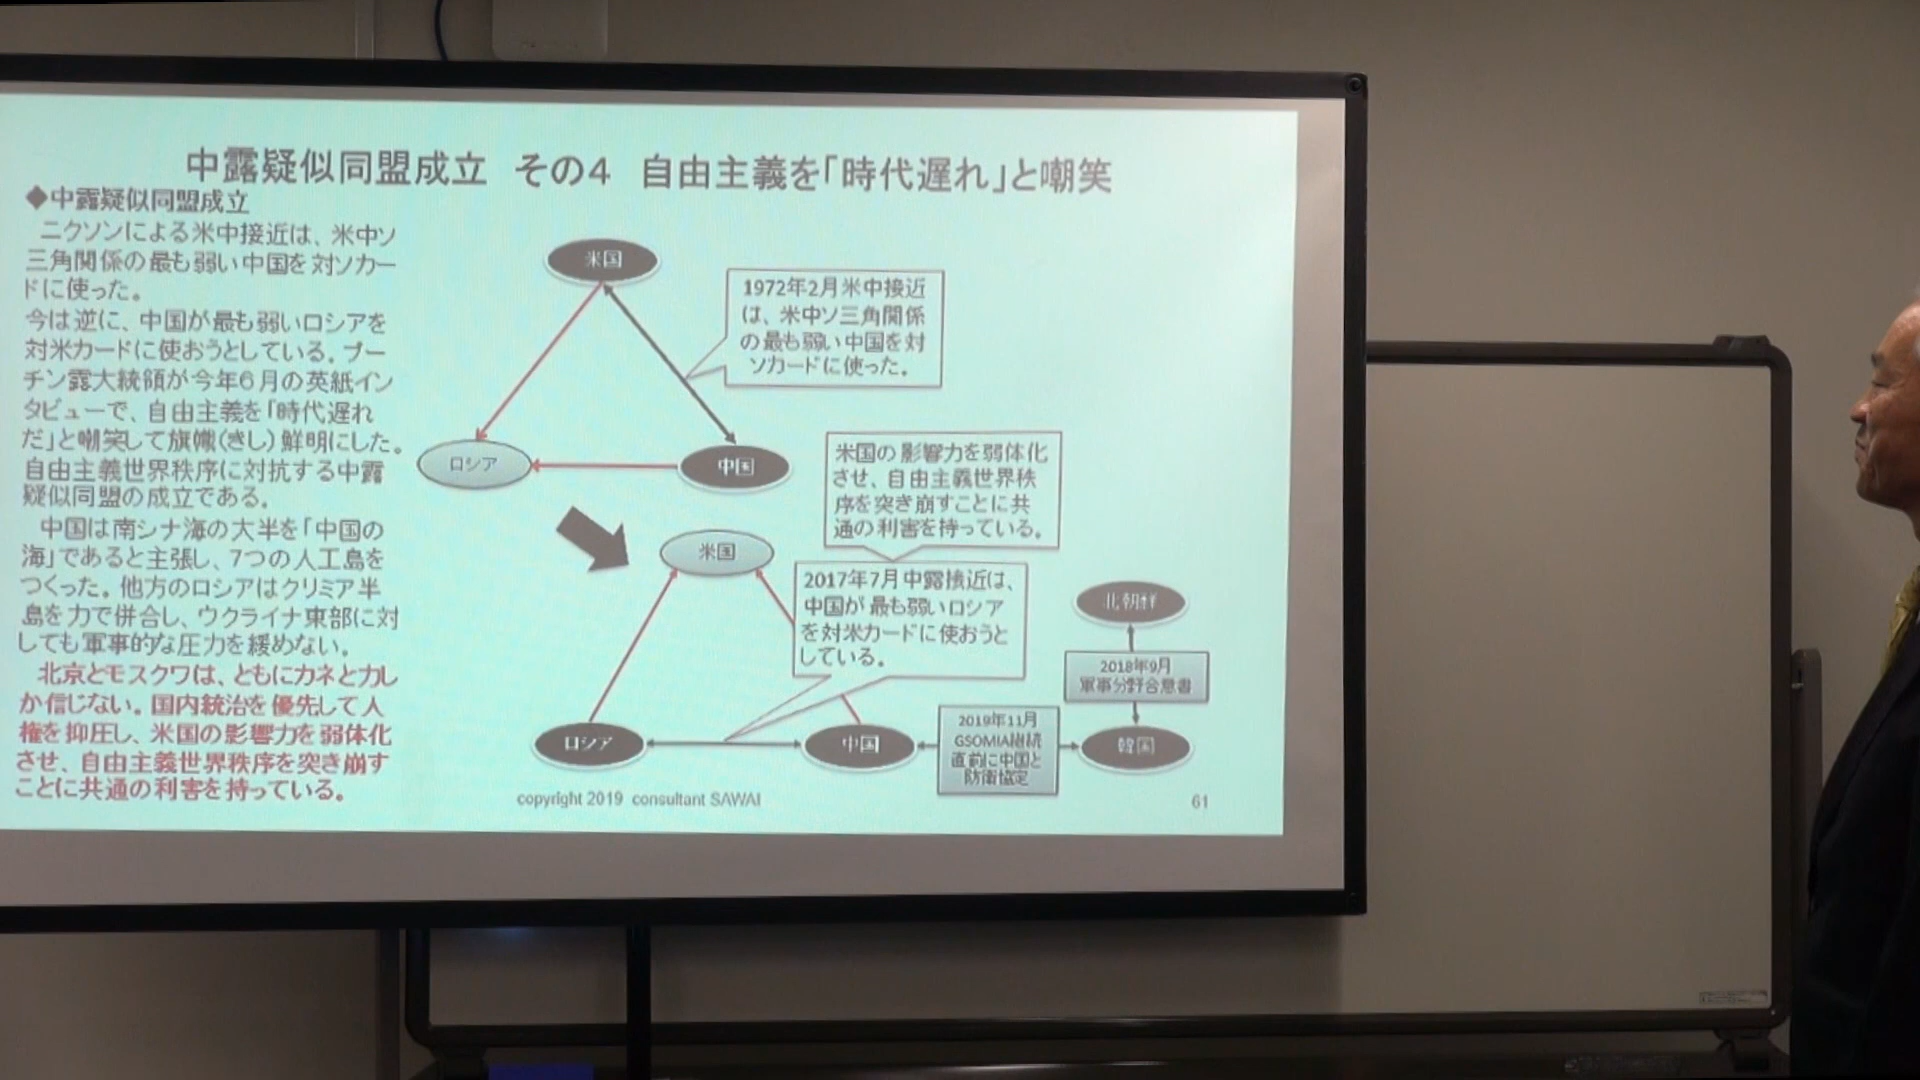 中露疑似同盟成立　その4　自由主義を「時代遅れ」と嘲笑
◆中露疑似同盟成立
ニクソンによる米中接近は、米中ソ
三角関係の最も弱い中国を対ソカー
ドに使った。
今は逆に、中国が最も弱いロシアを
対米カードに使おうとしている。プー
チン露大統領が今年6月の英紙イン
タビューで、自由主義を「時代遅れ
だ」と嘲笑して旗幟(きし)鮮明にした。
自由主義世界秩序に対抗する中露
疑似同盟の成立である。
中国は南シナ海の大半を「中国の
海」であると主張し、7つの人工島を
つくった。他方のロシアはクリミア半
島を力で併合し、ウクライナ東部に対
しても軍事的な圧力を緩めない。
北京とモスクワは、ともにカネと力し
か信じない。国内統治を優先して人
権を抑圧し、米国の影響力を弱体化
させ、自由主義世界秩序を突き崩す
ことに共通の利害を持っている。
米国
1972年2月米中接近
は、米中ソ三角関係
の最も弱い中国を対
ソカードに使った。
ロシア
中国
米国の影響力を弱体化
させ、自由主義世界秩
序を突き崩すことに共
通の利害を持っている。
米国
2017年7月中露接近は、
中国が最も弱いロシア
を対米カードに使おうと
している。
北朝鮮
2018年9月
軍事分野合意書
ロシア
中国
2019年11月
GSOMIA継続
直前に中国と
防衛協定
韓国
copyright 2019 consultant SAWAI
61